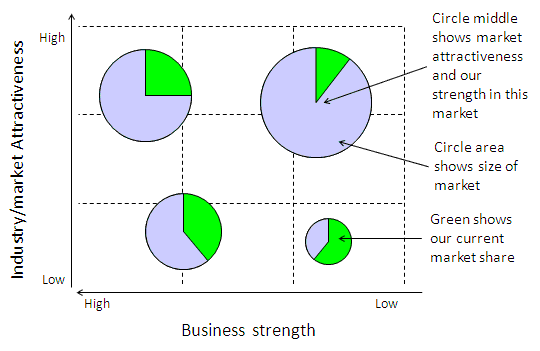 Industry/market Attractiveness
High
Low
High
Low
Business strength
Circle middle
shows market
attractiveness
and our
strength in this
market
Circle area
shows size of
market
Green shows
our current
market share